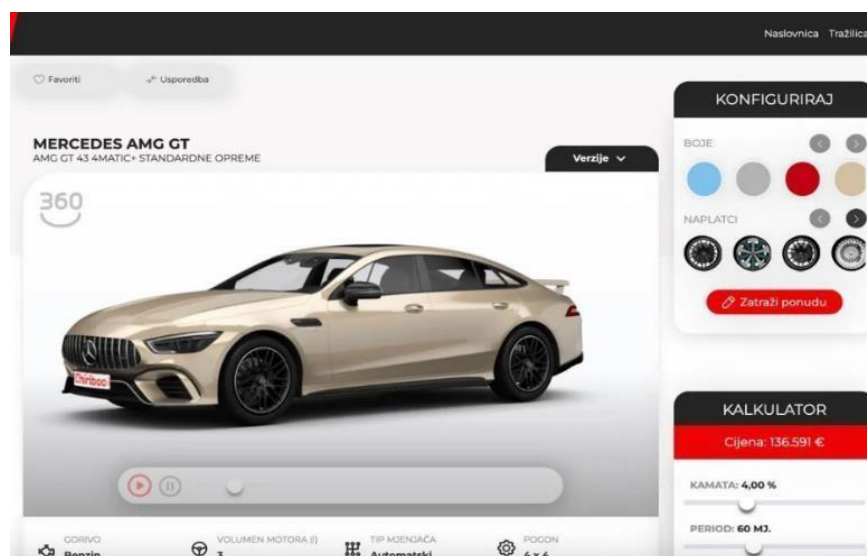 Naslovnica Tražilica
Favoriti
Usporedba
MERCEDES AMG GT
AMG GT 43 4MATIC+ STANDARDNE OPREME
Verzije
360
Chiriboo
KONFIGURIRAJ
BOJE
NAPLATCI
Zatraži ponudu
KALKULATOR
Cijena: 136.591 €
KAMATA: 4,00 %
PERIOD: 60 MJ.
GORIVO
Benzin
VOLUMEN MOTORA (l)
3
TIP MJENJAČA
Automatski
POGON
4 x 4